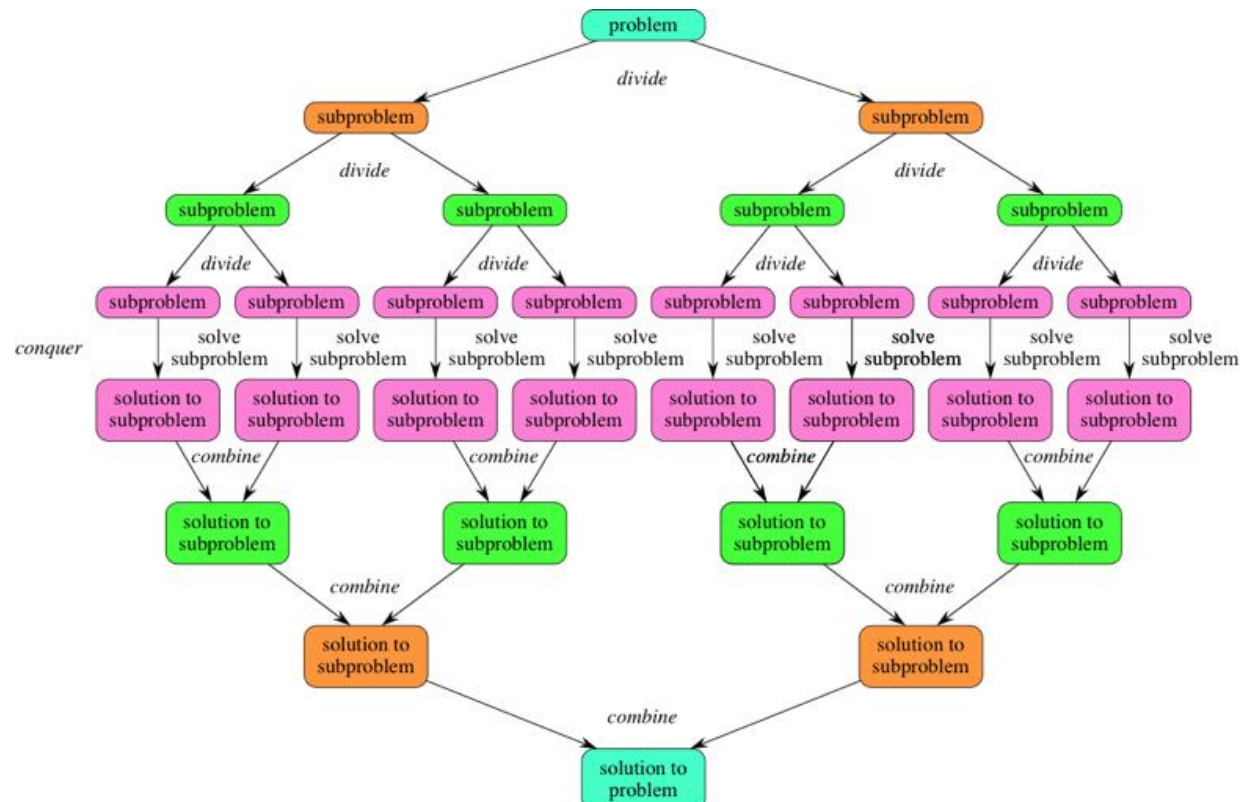 problem
divide
subproblem subproblem
divide divide
subproblem subproblem subproblem subproblem
divide divide divide divide
subproblem subproblem subproblem subproblem subproblem subproblem subproblem subproblem
conquer
solve subproblem
solve subproblem
solve subproblem
solve subproblem
solve subproblem
solve subproblem
solve subproblem
solve subproblem
solution to subproblem
solution to subproblem
solution to subproblem
solution to subproblem
solution to subproblem
solution to subproblem
solution to subproblem
solution to subproblem
combine combine combine combine
solution to subproblem
solution to subproblem
solution to subproblem
solution to subproblem
combine combine
solution to subproblem
solution to subproblem
combine
solution to
problem